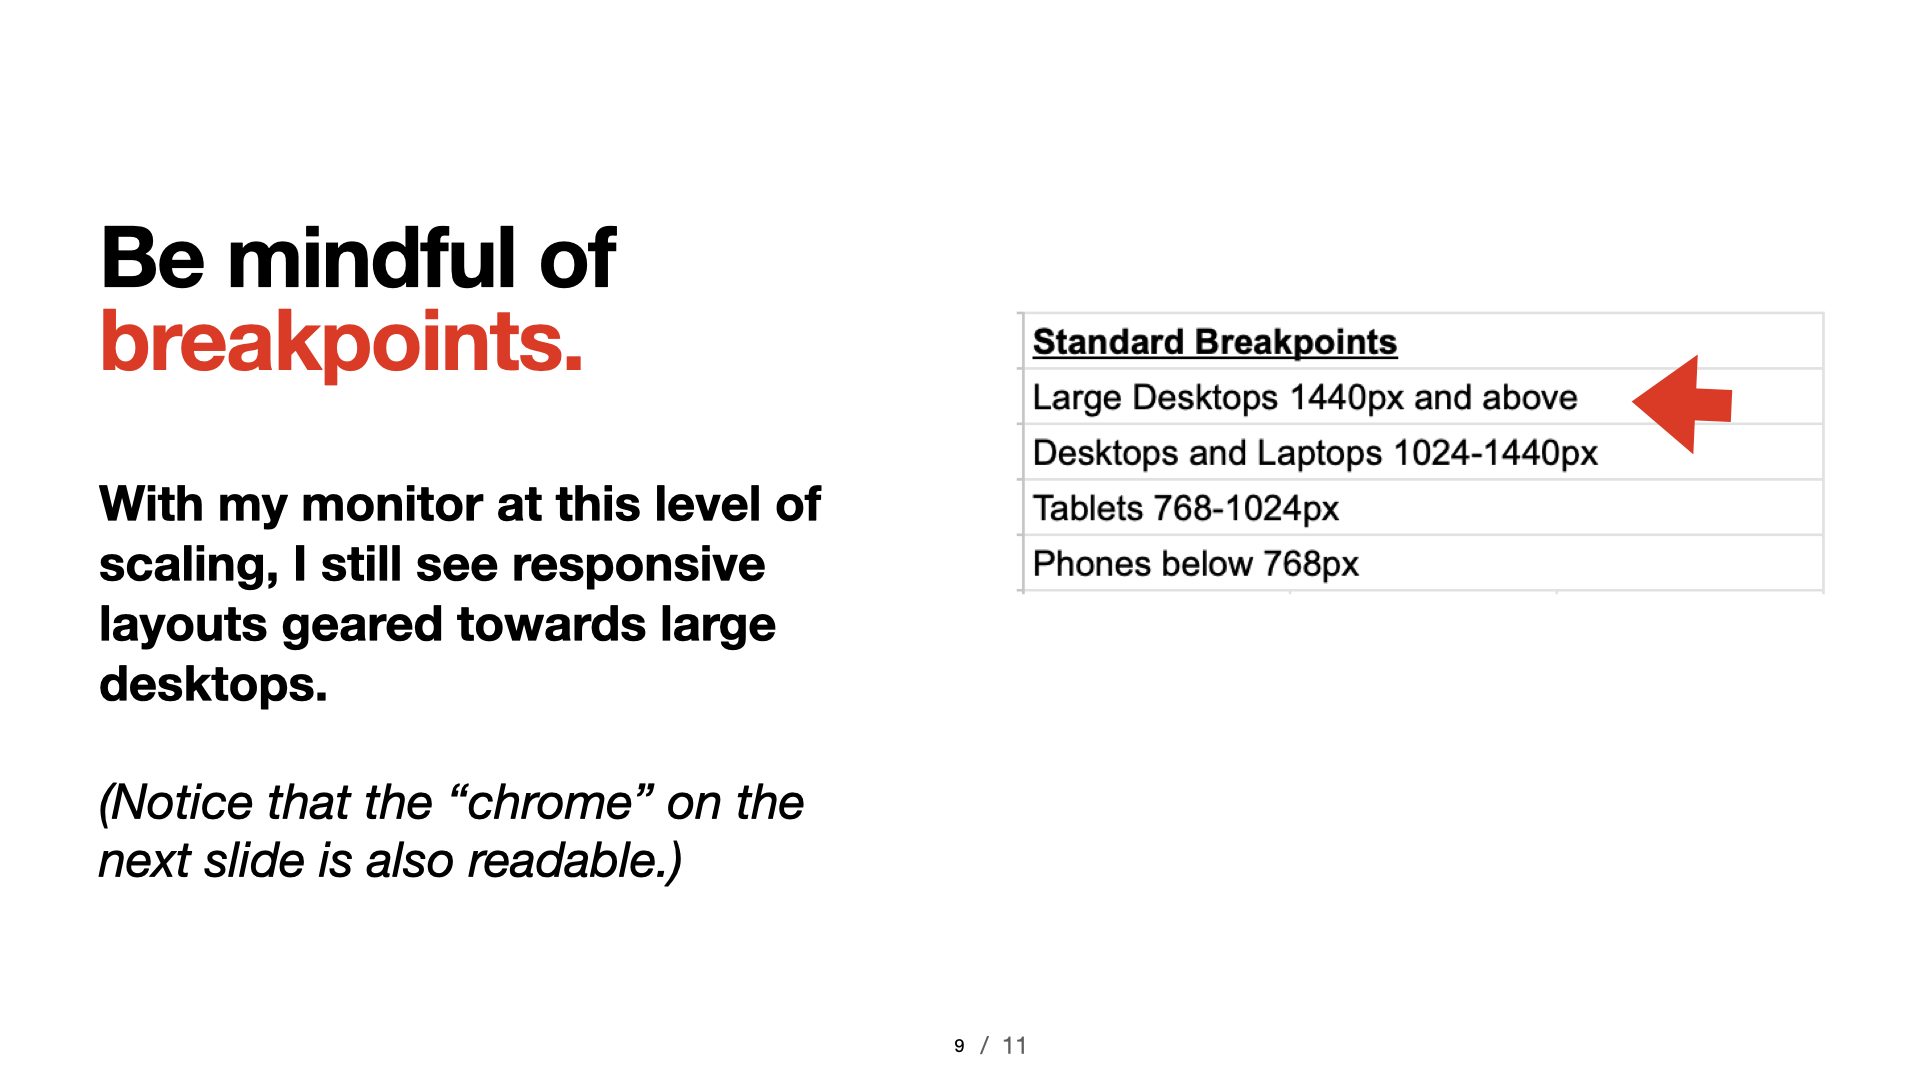 Be mindful of
breakpoints.
With my monitor at this level of
scaling, I still see responsive
layouts geared towards large
desktops.
(Notice that the “chrome” on the
next slide is also readable.)
Standard Breakpoints
Large Desktops 1440px and above
Desktops and Laptops 1024-1440px
Tablets 768-1024px
Phones below 768px
9 / 11